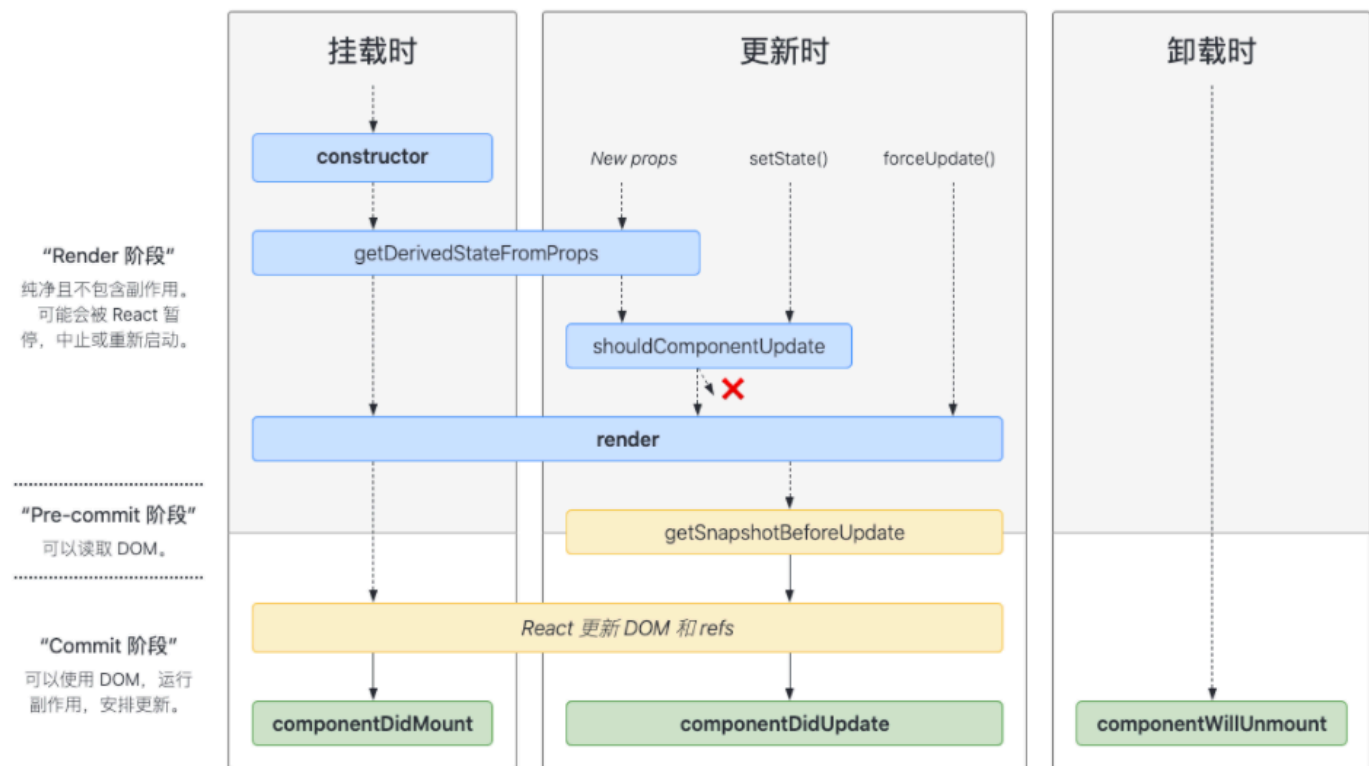 挂载时
更新时
卸载时
constructor
New props
setState()
forceUpdate()
“Render 阶段”
纯净且不包含副作用。
可能会被 React 暂
停，中止或重新启动。
getDerivedStateFromProps
shouldComponentUpdate
render
“Pre-commit 阶段”
可以读取 DOM。
getSnapshotBeforeUpdate
React 更新 DOM 和 refs
“Commit 阶段”
可以使用 DOM，运行
副作用，安排更新。
componentDidMount
componentDidUpdate
componentWillUnmount